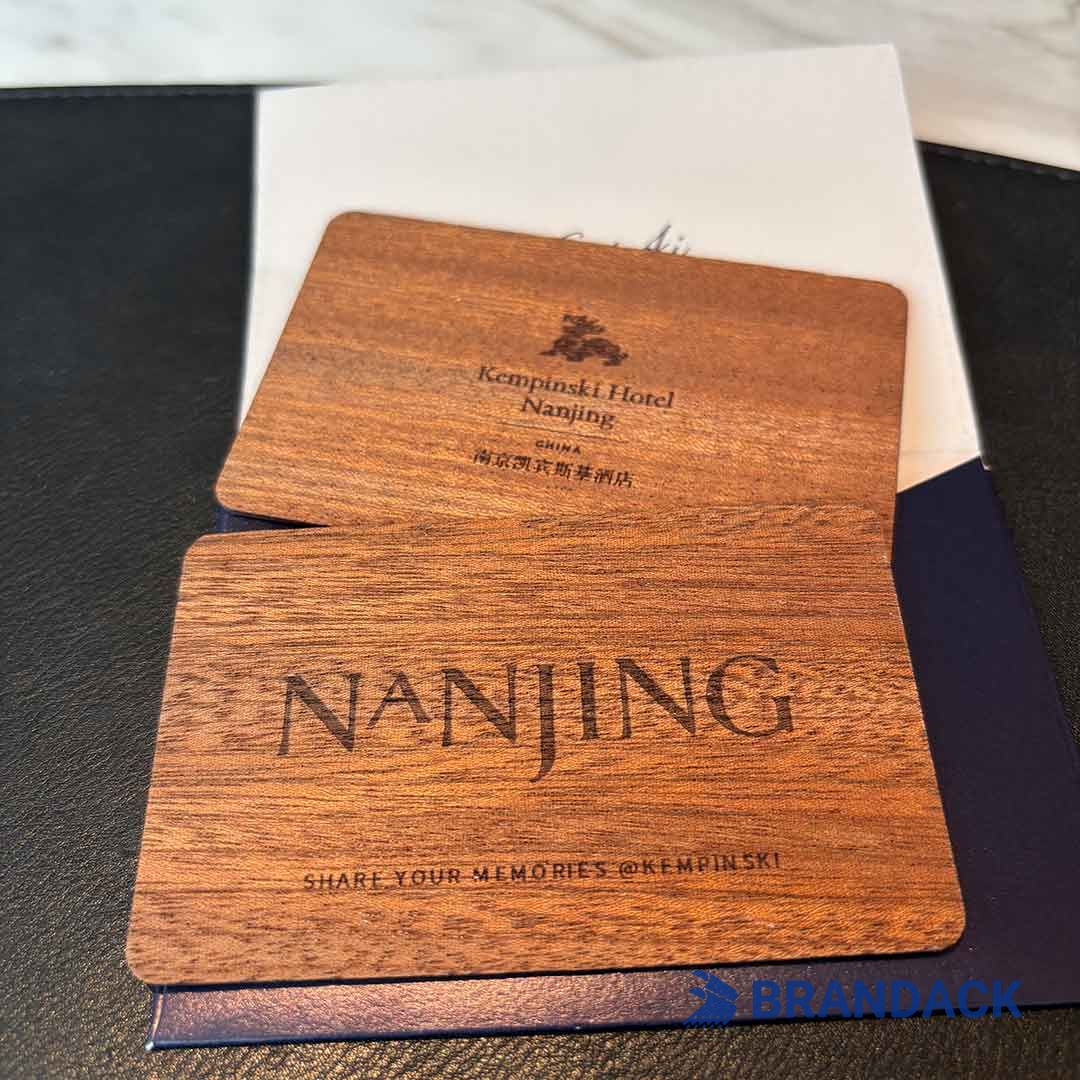 Kempinski Hotel
Nanjing
CHINA
南京凯宾斯基酒店
NANJING
SHARE YOUR MEMORIES @KEMPINSKI
BRANDACK